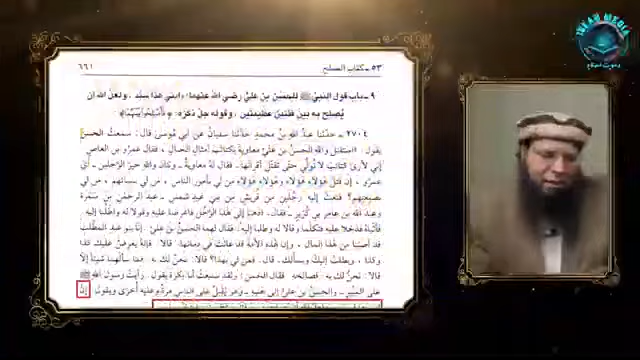 ISLAH MEDIA
دعوت اصلاح
٥٣ - كتاب الصلح
٦٦١
٩ - باب قول النبي ﷺ للحسن بن علي رضي الله عنهما: «ابني هذا سيد، ولعل الله أن
يُصلح به بين فئتين عظيمتين، وقوله جل ذكره: ﴿فأصلحوا بينهما﴾
٢٧٠٤ - حدثنا عبد الله بن محمد حدثنا سفيان عن أبي موسى قال: سمعت الحسن
يقول: «استقبل والله الحسن بن علي معاوية بكتائب أمثال الجبال، فقال عمرو بن العاص
إني لأرى كتائب لا تُولي حتى تقتل أقرانها. فقال له معاوية - وكان والله خير الرجلين - أي
عمرو، إن قتل هؤلاء هؤلاء وهؤلاء هؤلاء من لي بأمور الناس، من لي بنسائهم، من لي
بضيعتهم؟ فبعث إليه رجلين من قريش من بني عبد شمس - عبد الرحمن بن سمرة
وعبد الله بن عامر بن كريز - فقال: اذهبا إلى هذا الرجل فاعرضا عليه وقولا له واطلبا إليه
فأتياه فدخلا عليه فتكلما وقالا له وطلبا إليه. فقال لهما الحسن بن علي: إنا بنو عبد المطلب
قد أصبنا من هذا المال، وإن هذه الأمة قد عاثت في دمائها. قالا: فإنه يعرض عليك كذا
وكذا، ويطلب إليك ويسألك. قال: فمن لي بهذا؟ قالا: نحن لك به. فما سألهما شيئاً إلا
قالا: نحن لك به. فصالحه. فقال الحسن: ولقد سمعت أبا بكرة يقول: رأيت رسول الله ﷺ
على المنبر - والحسن بن علي إلى جنبه - وهو يُقبل على الناس مرة وعليه أخرى ويقول: إن